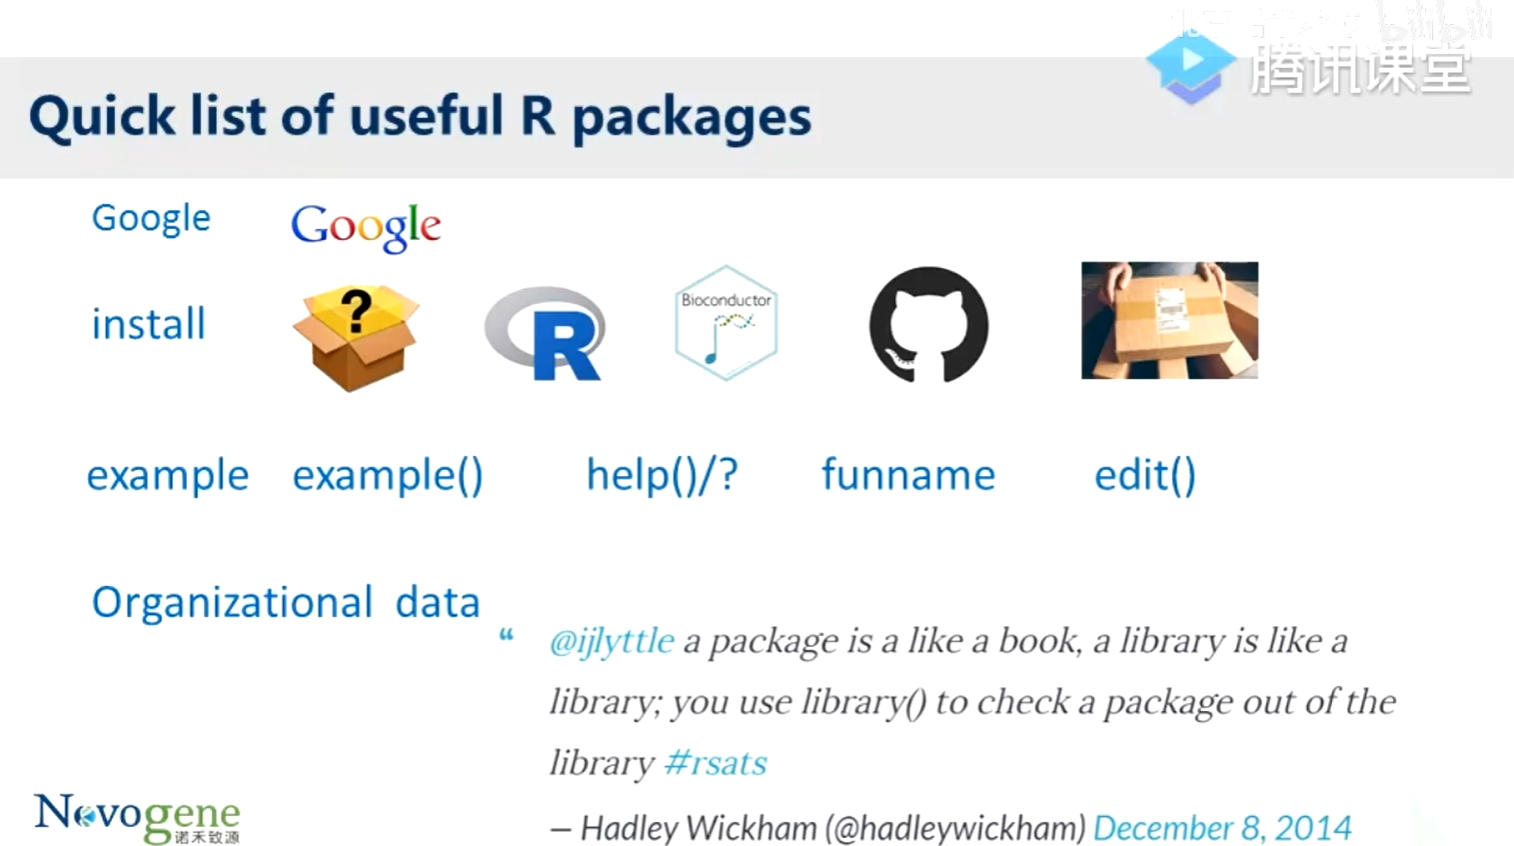 bilibili
腾讯课堂
Quick list of useful R packages
Google Google
install ? R Bioconductor
example example() help()/? funname edit()
Organizational data
“ @ijlyttle a package is a like a book, a library is like a
library; you use library() to check a package out of the
library #rsats
— Hadley Wickham (@hadleywickham) December 8, 2014
Novogene
诺禾致源